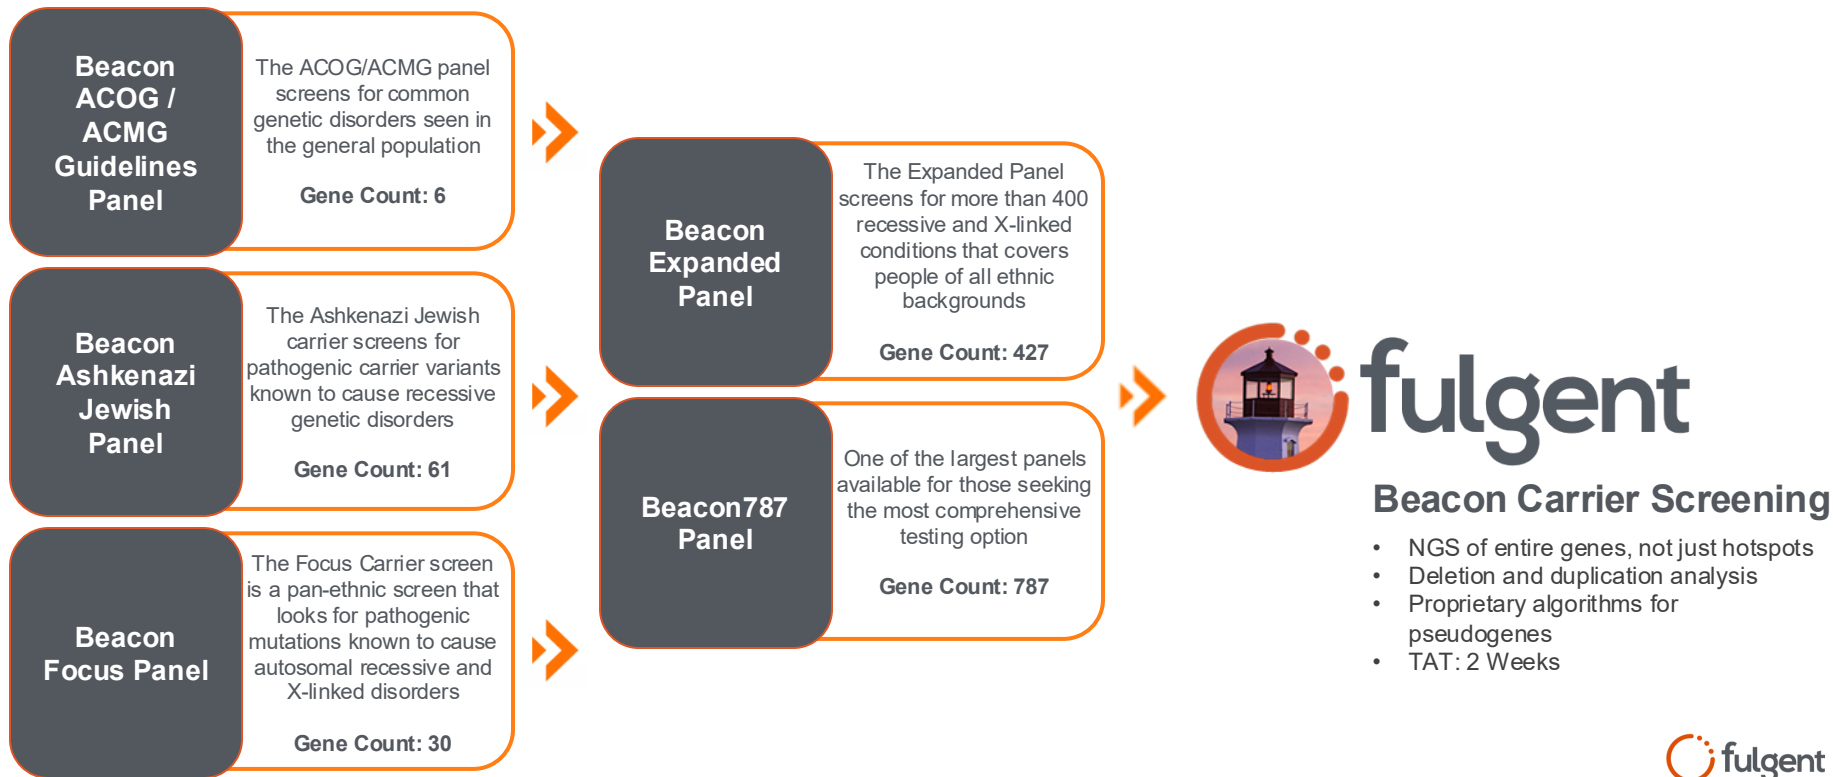 Beacon
ACOG /
ACMG
Guidelines
Panel
The ACOG/ACMG panel
screens for common
genetic disorders seen in
the general population
Gene Count: 6
Beacon
Ashkenazi
Jewish
Panel
The Ashkenazi Jewish
carrier screens for
pathogenic carrier variants
known to cause recessive
genetic disorders
Gene Count: 61
Beacon
Focus Panel
The Focus Carrier screen
is a pan-ethnic screen that
looks for pathogenic
mutations known to cause
autosomal recessive and
X-linked disorders
Gene Count: 30
Beacon
Expanded
Panel
The Expanded Panel
screens for more than 400
recessive and X-linked
conditions that covers
people of all ethnic
backgrounds
Gene Count: 427
Beacon787
Panel
One of the largest panels
available for those seeking
the most comprehensive
testing option
Gene Count: 787
fulgent
Beacon Carrier Screening
• NGS of entire genes, not just hotspots
• Deletion and duplication analysis
• Proprietary algorithms for
pseudogenes
• TAT: 2 Weeks
fulgent